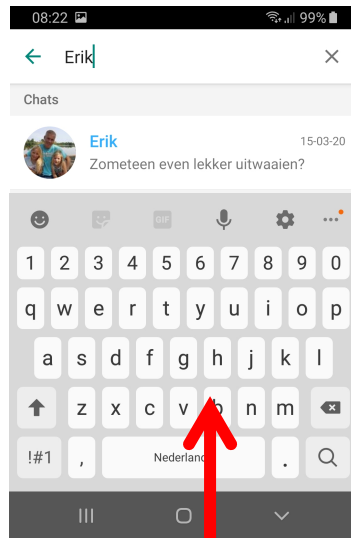 08:22 99%
Erik
Chats
Erik 15-03-20
Zometeen even lekker uitwaaien?
GIF
1 2 3 4 5 6 7 8 9 0
q w e r t y u i o p
a s d f g h j k l
z x c v b n m
!#1 , Nederlands .